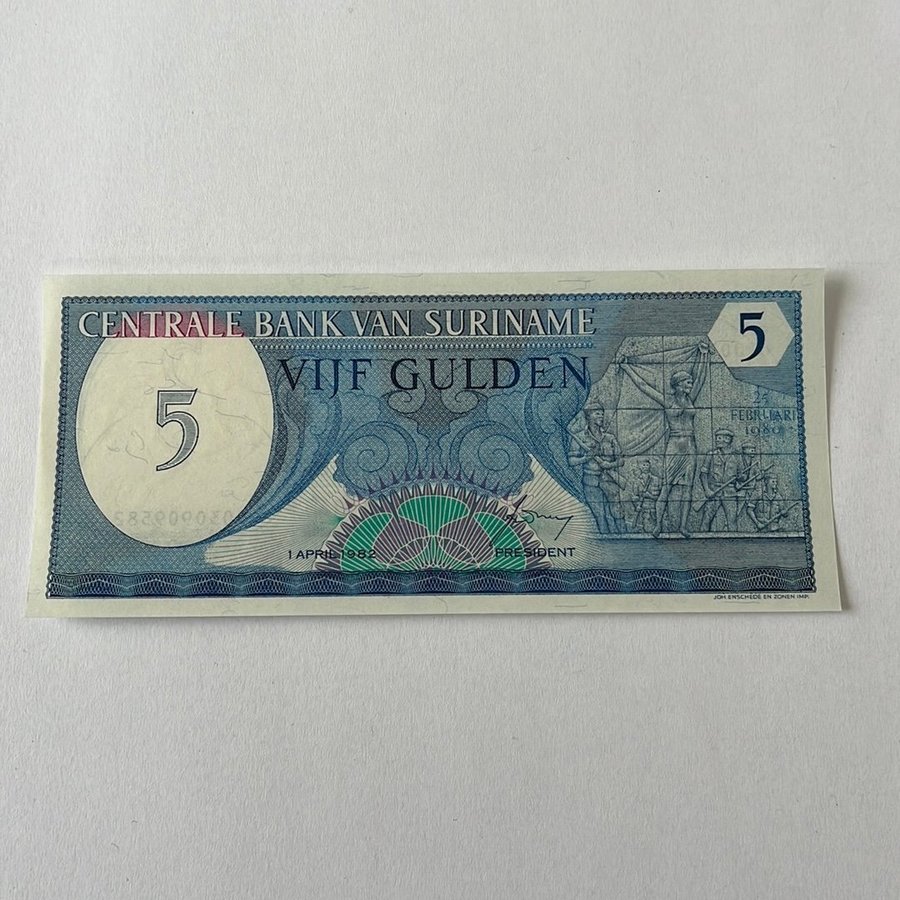 CENTRALE BANK VAN SURINAME
5
VIJF GULDEN
5
25
FEBRUARI
1980
1 APRIL 1982
PRESIDENT
JOH. ENSCHEDE EN ZONEN IMP.